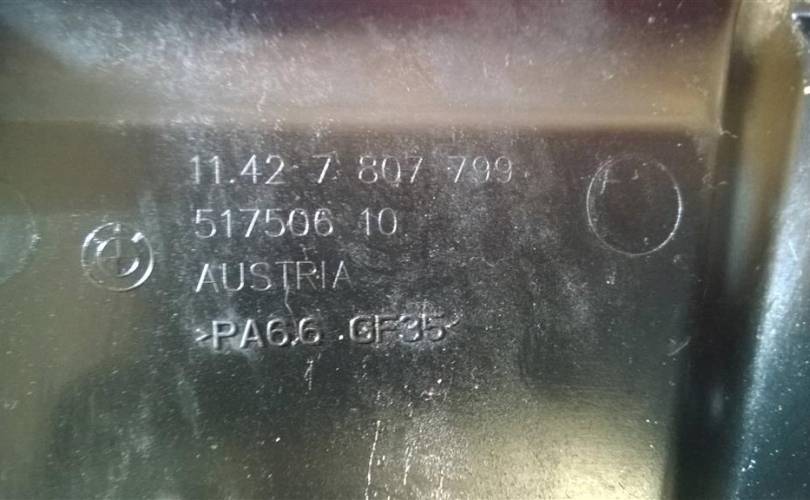 11.42 7 807 799
517506 10
AUSTRIA
>PA6.6 .GF35<